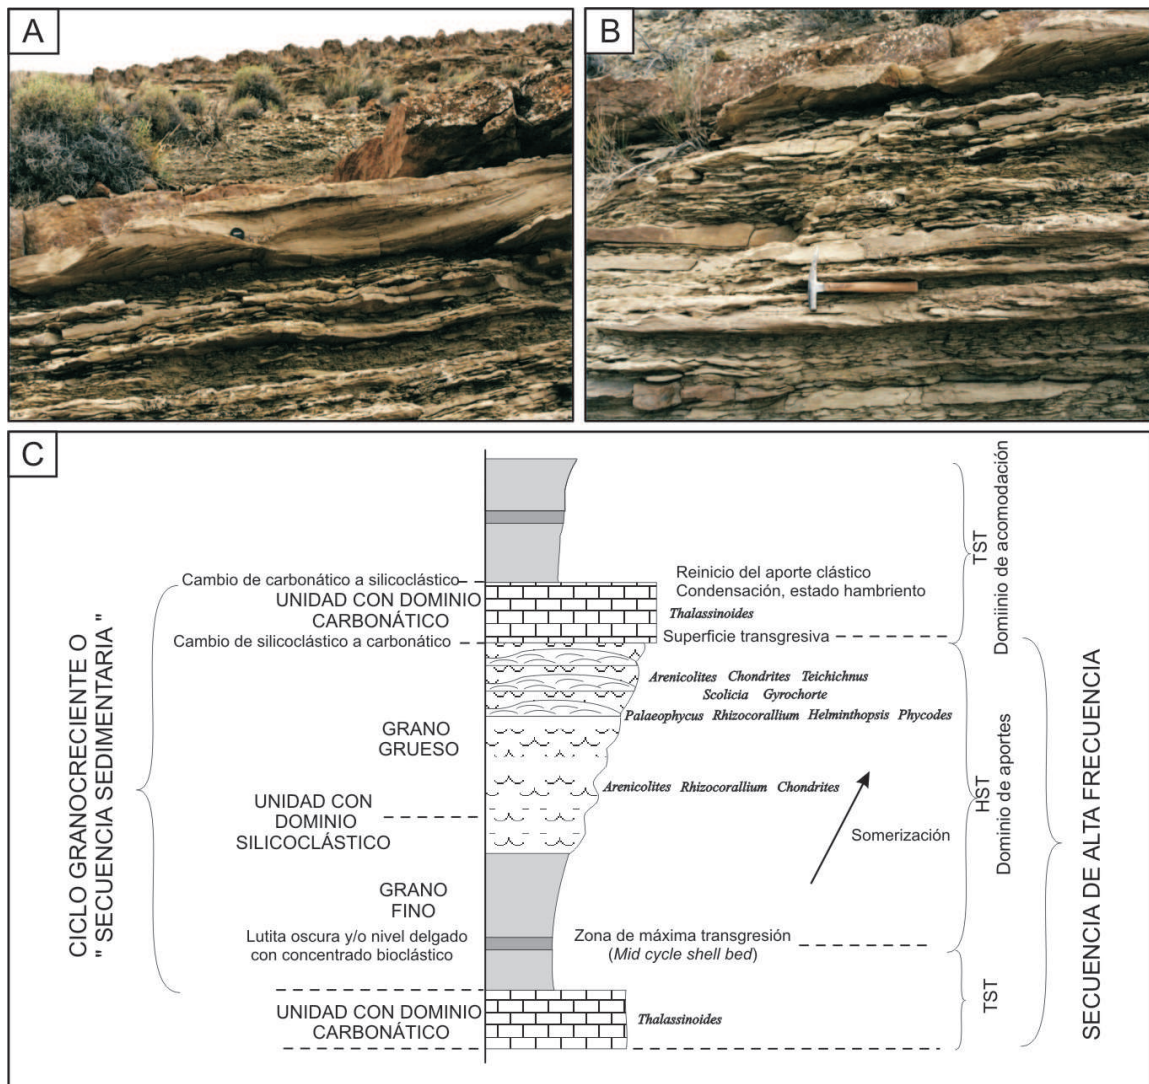 A
B
C
CICLO GRANOCRECIENTE O
" SECUENCIA SEDIMENTARIA "
Cambio de carbonático a silicoclástico
UNIDAD CON DOMINIO
CARBONÁTICO
Cambio de silicoclástico a carbonático
GRANO
GRUESO
UNIDAD CON
DOMINIO
SILICOCLÁSTICO
GRANO
FINO
Lutita oscura y/o nivel delgado
con concentrado bioclástico
UNIDAD CON DOMINIO
CARBONÁTICO
Reinicio del aporte clástico
Condensación, estado hambriento
Thalassinoides
Superficie transgresiva
Arenicolites Chondrites Teichichnus
Scolicia Gyrochorte
Palaeophycus Rhizocorallium Helminthopsis Phycodes
Arenicolites Rhizocorallium Chondrites
Somerización
Zona de máxima transgresión
(Mid cycle shell bed)
Thalassinoides
TST
Domiinio de acomodación
HST
Dominio de aportes
TST
SECUENCIA DE ALTA FRECUENCIA